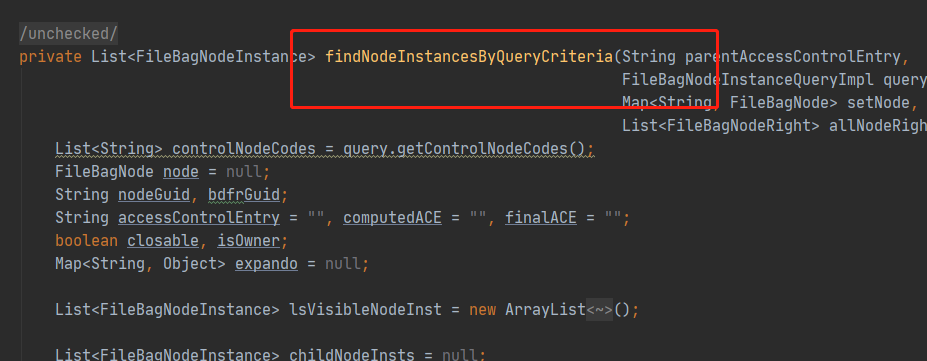 /unchecked/
private List<FileBagNodeInstance> findNodeInstancesByQueryCriteria(String parentAccessControlEntry,
FileBagNodeInstanceQueryImpl query
Map<String, FileBagNode> setNode,
List<FileBagNodeRight> allNodeRigh
List<String> controlNodeCodes = query.getControlNodeCodes();
FileBagNode node = null;
String nodeGuid, bdfrGuid;
String accessControlEntry = "", computedACE = "", finalACE = "";
boolean closable, isOwner;
Map<String, Object> expando = null;
List<FileBagNodeInstance> lsVisibleNodeInst = new ArrayList<~>();
List<FileBagNodeInstance> childNodeInsts = null;